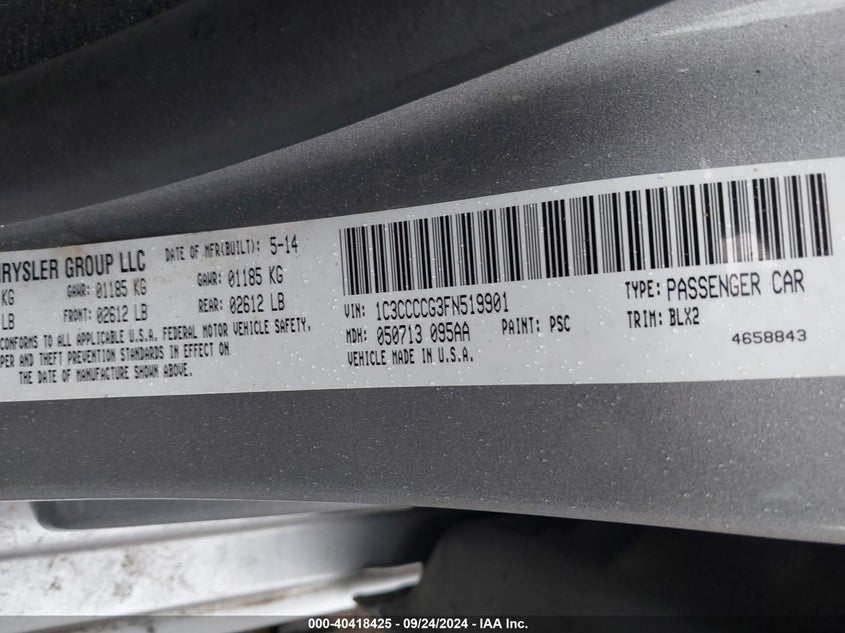 RYSLER GROUP LLC DATE OF MFR(BUILT): 5-14
KG GAWR: 01185 KG GAWR: 01185 KG
LB FRONT: 02612 LB REAR: 02612 LB
CONFORMS TO ALL APPLICABLE U.S.A. FEDERAL MOTOR VEHICLE SAFETY,
PER AND THEFT PREVENTION STANDARDS IN EFFECT ON
THE DATE OF MANUFACTURE SHOWN ABOVE.
VIN: 1C3CCCCG3FN519901 TYPE: PASSENGER CAR
MDH: 050713 095AA PAINT: PSC TRIM: BLX2
VEHICLE MADE IN U.S.A. 4658843
000-40418425 - 09/24/2024 - IAA Inc.